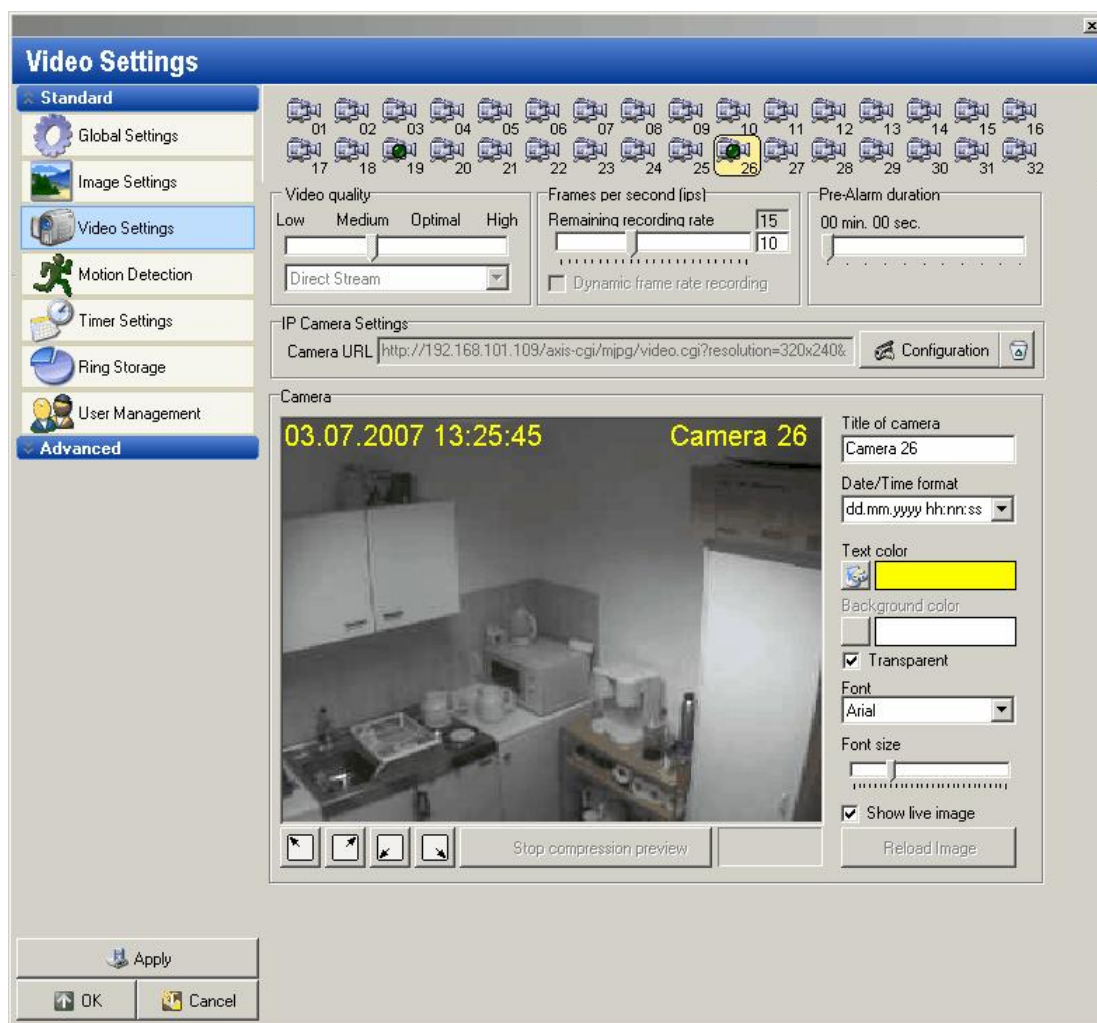 Video Settings
Standard
Global Settings
Image Settings
Video Settings
Motion Detection
Timer Settings
Ring Storage
User Management
Advanced
01 02 03 04 05 06 07 08 09 10 11 12 13 14 15 16
17 18 19 20 21 22 23 24 25 26 27 28 29 30 31 32
Video quality
Low Medium Optimal High
Direct Stream
Frames per second (ips)
Remaining recording rate 15
10
Dynamic frame rate recording
Pre-Alarm duration
00 min. 00 sec.
IP Camera Settings
Camera URL http://192.168.101.109/axis-cgi/mjpg/video.cgi?resolution=320x240& Configuration
Camera
03.07.2007 13:25:45 Camera 26
Title of camera
Camera 26
Date/Time format
dd.mm.yyyy hh:nn:ss
Text color
Background color
Transparent
Font
Arial
Font size
Show live image
Stop compression preview
Reload Image
Apply
OK Cancel